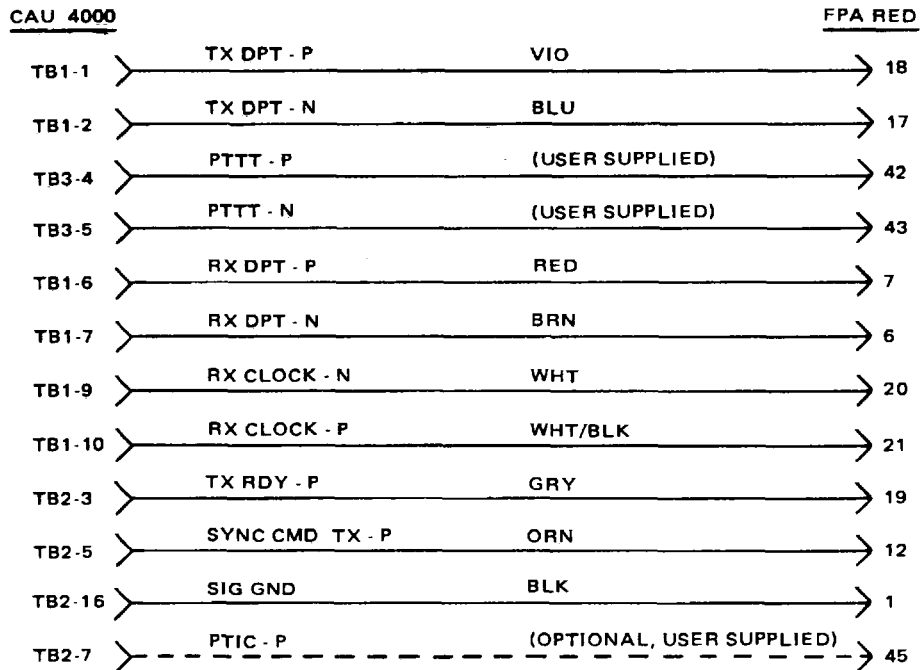 CAU 4000 FPA RED
TB1-1 TX DPT - P VIO 18
TB1-2 TX DPT - N BLU 17
TB3-4 PTTT - P (USER SUPPLIED) 42
TB3-5 PTTT - N (USER SUPPLIED) 43
TB1-6 RX DPT - P RED 7
TB1-7 RX DPT - N BRN 6
TB1-9 RX CLOCK - N WHT 20
TB1-10 RX CLOCK - P WHT/BLK 21
TB2-3 TX RDY - P GRY 19
TB2-5 SYNC CMD TX - P ORN 12
TB2-16 SIG GND BLK 1
TB2-7 PTIC - P (OPTIONAL, USER SUPPLIED) 45